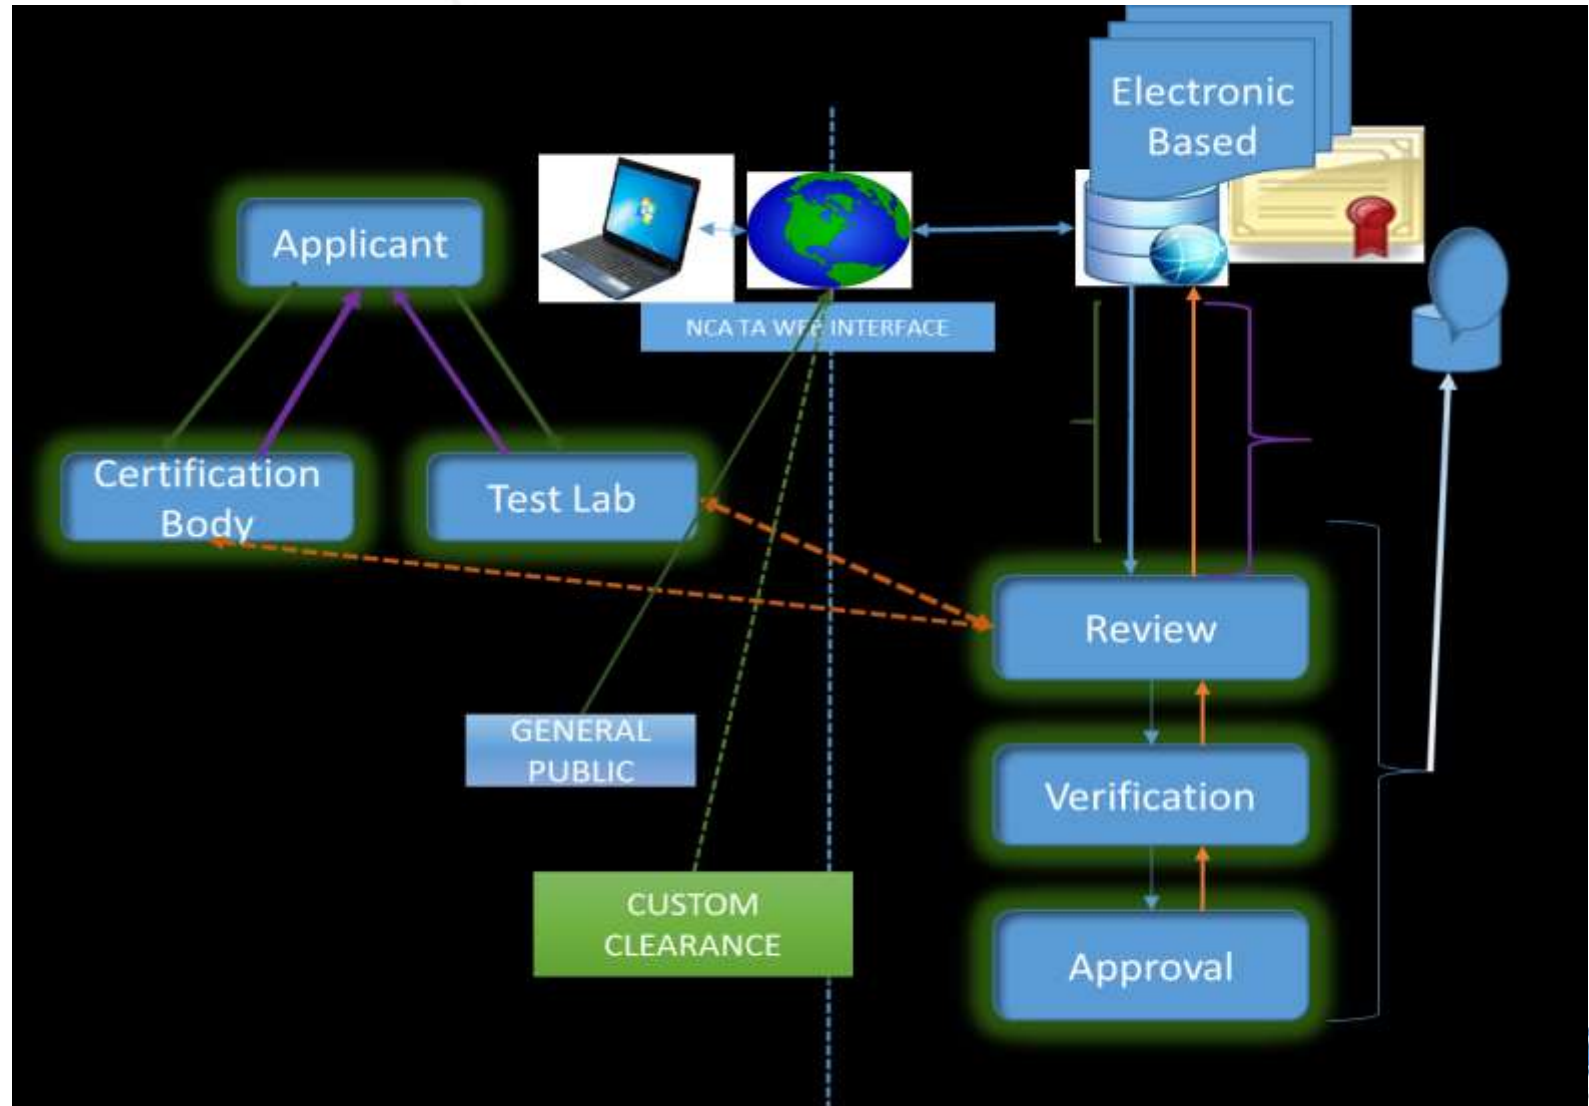 Electronic
Based
Applicant
NCA TA WEB INTERFACE
Certification
Body
Test Lab
Review
GENERAL
PUBLIC
Verification
CUSTOM
CLEARANCE
Approval